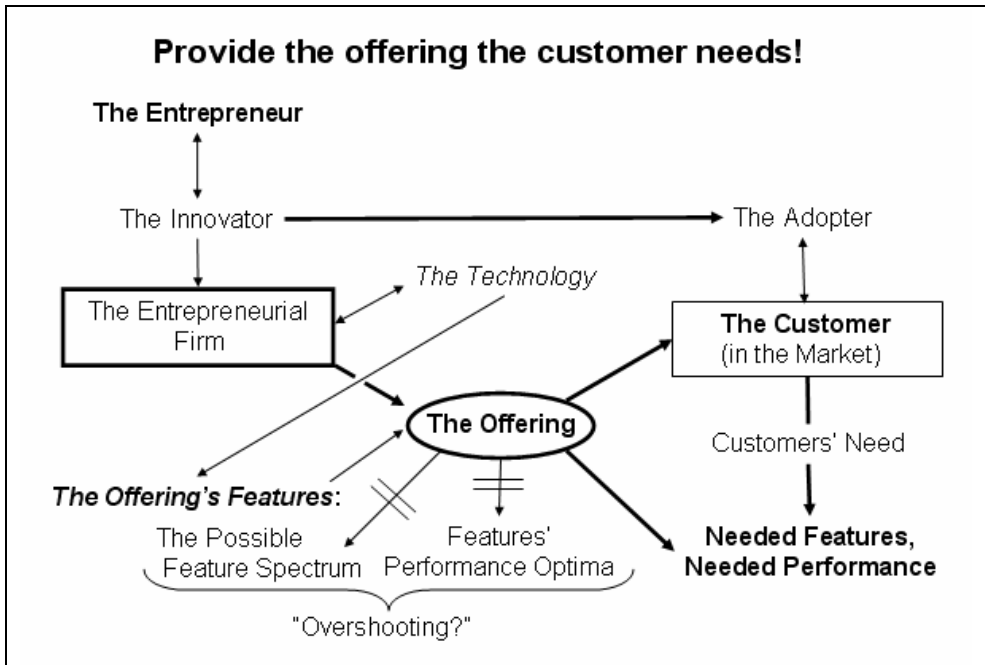 Provide the offering the customer needs!
The Entrepreneur
The Innovator
The Adopter
The Technology
The Entrepreneurial
Firm
The Customer
(in the Market)
The Offering
Customers' Need
The Offering's Features:
The Possible
Feature Spectrum
Features'
Performance Optima
Needed Features,
Needed Performance
"Overshooting?"